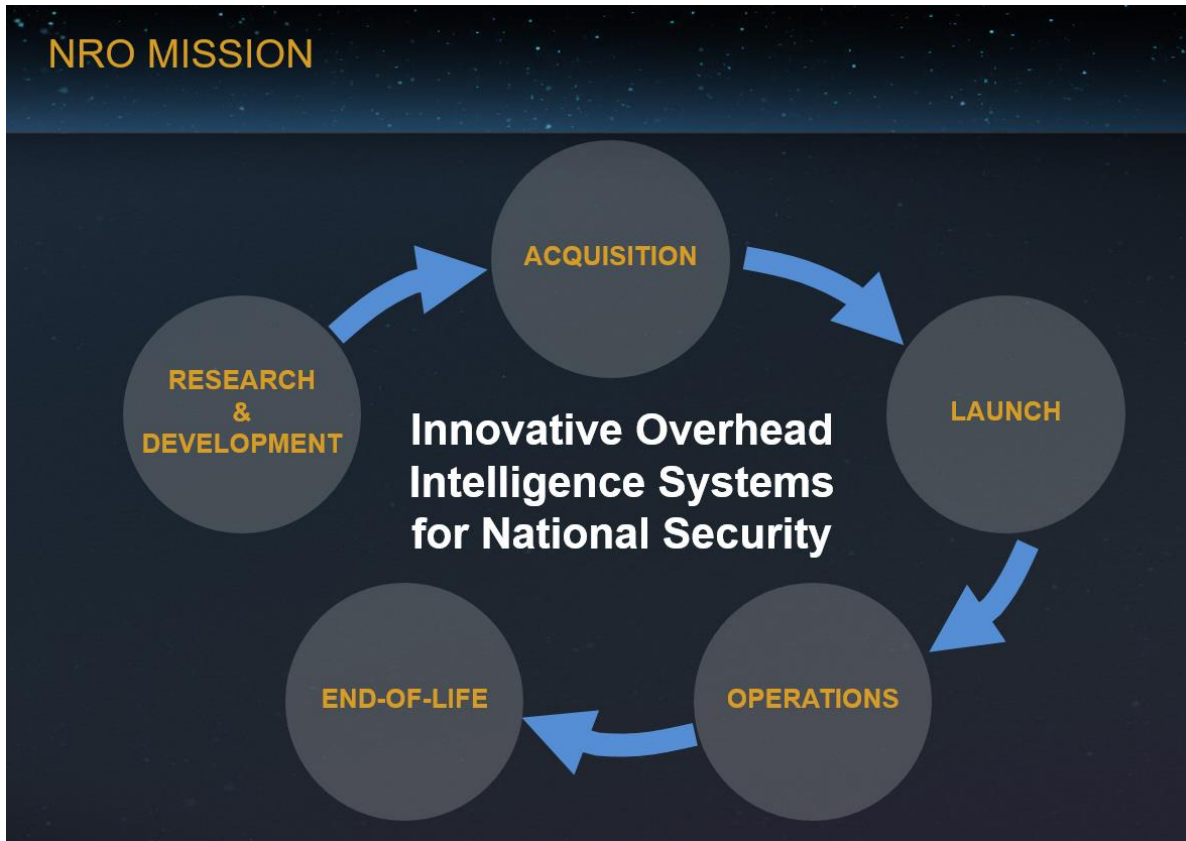 NRO MISSION
ACQUISITION
RESEARCH
&
DEVELOPMENT
LAUNCH
Innovative Overhead
Intelligence Systems
for National Security
END-OF-LIFE
OPERATIONS